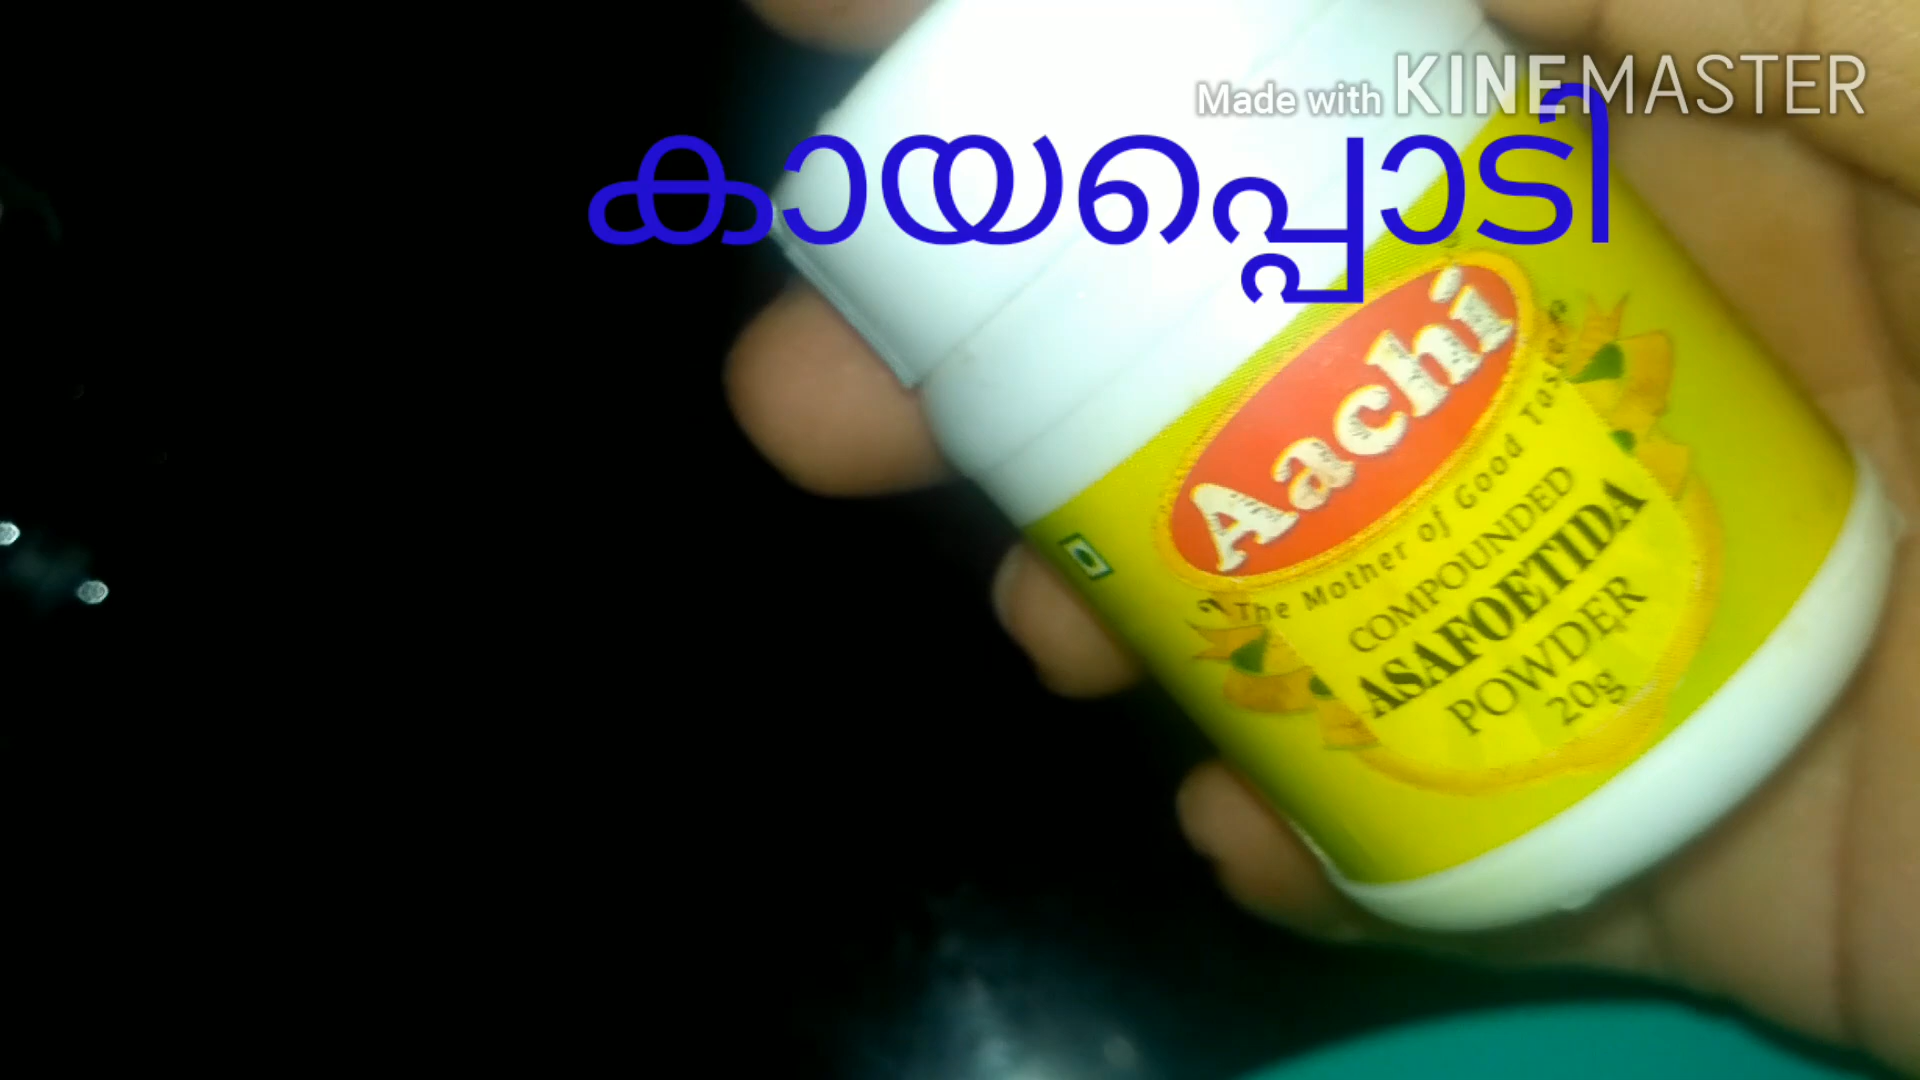 Made with KINEMASTER
കായപ്പൊടി
Aachi
The Mother of Good Taste
COMPOUNDED
ASAFOETIDA
POWDER
20g